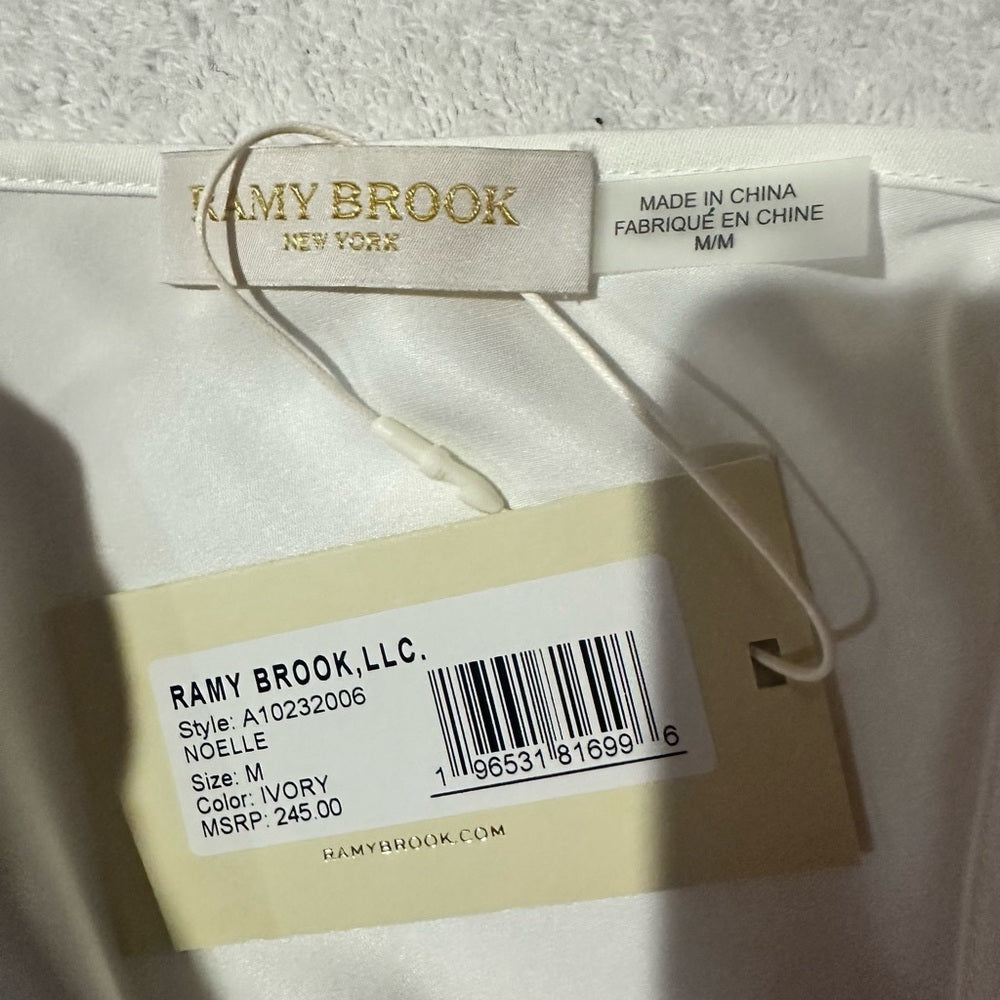 RAMY BROOK
NEW YORK
MADE IN CHINA
FABRIQUÉ EN CHINE
M/M
RAMY BROOK,LLC.
Style: A10232006
NOELLE
Size: M
Color: IVORY
MSRP: 245.00
1 96531 81699 6
RAMYBROOK.COM